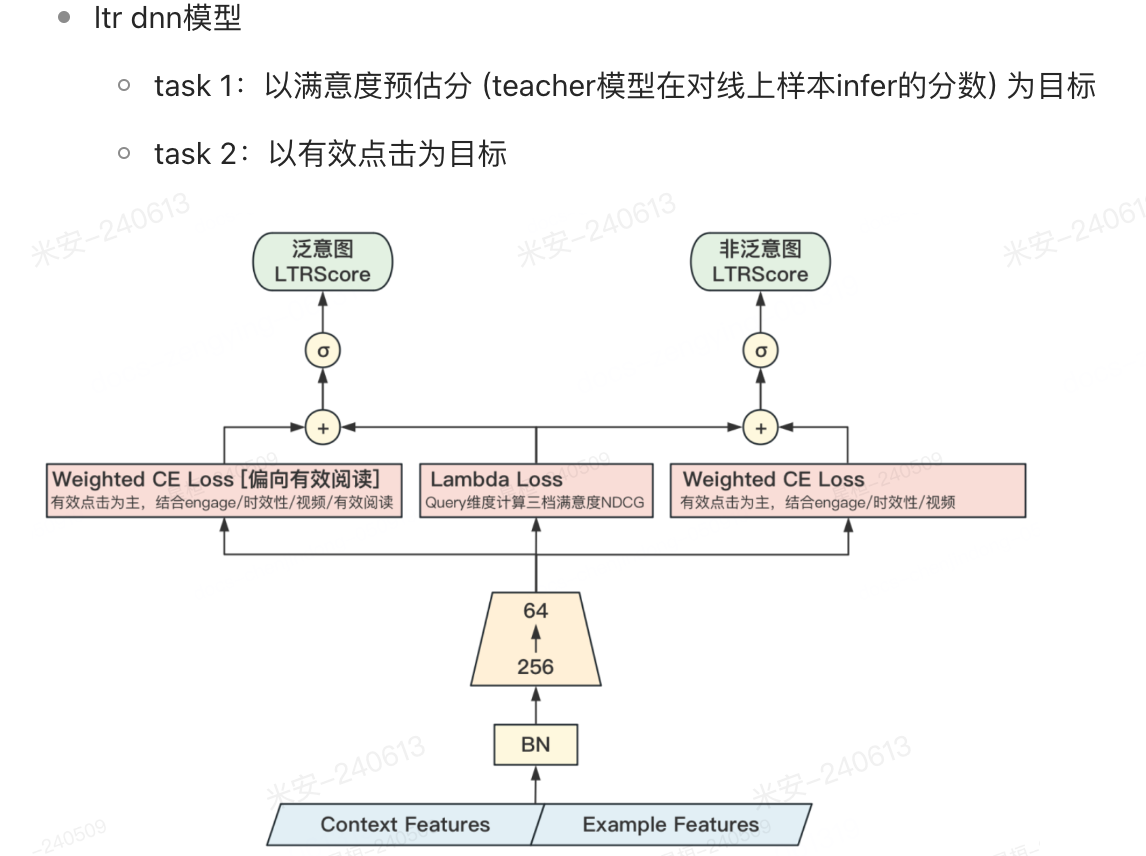 ltr dnn模型
task 1：以满意度预估分 (teacher模型在对线上样本infer的分数) 为目标
task 2：以有效点击为目标
米安-240613
米安-240613
泛意图
LTRScore
非泛意图
LTRScore
σ
σ
+
+
Weighted CE Loss [偏向有效阅读]
有效点击为主，结合engage/时效性/视频/有效阅读
Lambda Loss
Query维度计算三档满意度NDCG
Weighted CE Loss
有效点击为主，结合engage/时效性/视频
64
256
BN
米安-240613
米安-240613
Context Features
Example Features
-240509